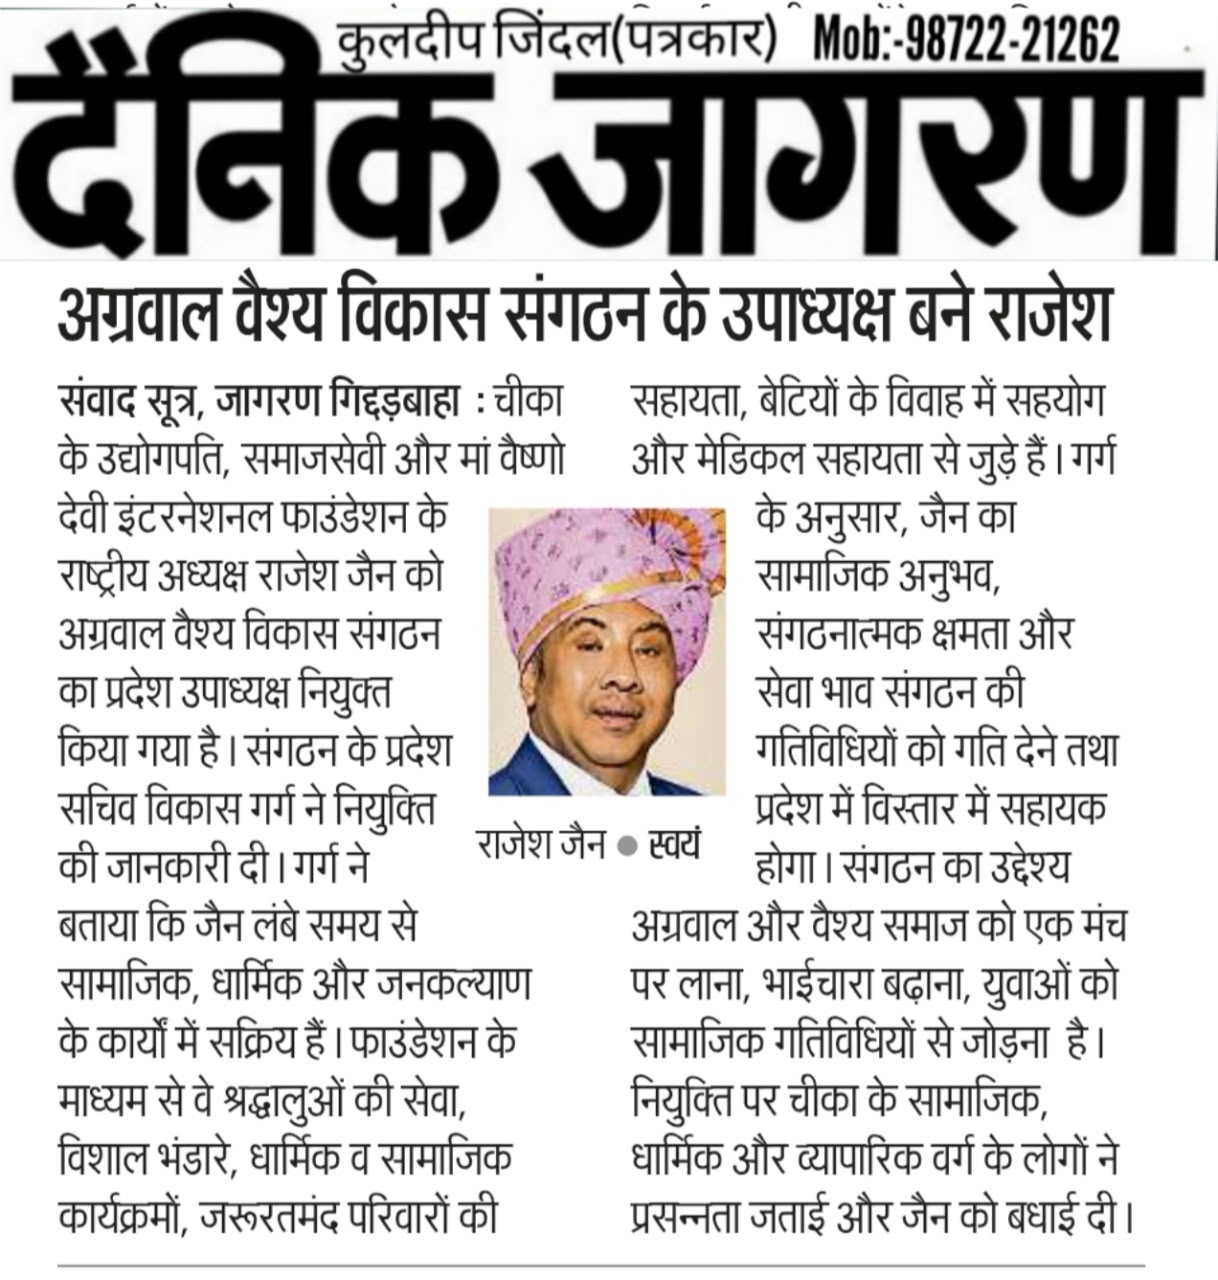 कुलदीप जिंदल(पत्रकार) Mob:-98722-21262
दैनिक जागरण
अग्रवाल वैश्य विकास संगठन के उपाध्यक्ष बने राजेश
संवाद सूत्र, जागरण गिद्दड़बाहा : चीका
के उद्योगपति, समाजसेवी और मां वैष्णो
देवी इंटरनेशनल फाउंडेशन के
राष्ट्रीय अध्यक्ष राजेश जैन को
अग्रवाल वैश्य विकास संगठन
का प्रदेश उपाध्यक्ष नियुक्त
किया गया है। संगठन के प्रदेश
सचिव विकास गर्ग ने नियुक्ति
की जानकारी दी। गर्ग ने
बताया कि जैन लंबे समय से
सामाजिक, धार्मिक और जनकल्याण
के कार्यों में सक्रिय हैं। फाउंडेशन के
माध्यम से वे श्रद्धालुओं की सेवा,
विशाल भंडारे, धार्मिक व सामाजिक
कार्यक्रमों, जरूरतमंद परिवारों की
राजेश जैन ● स्वयं
सहायता, बेटियों के विवाह में सहयोग
और मेडिकल सहायता से जुड़े हैं। गर्ग
के अनुसार, जैन का
सामाजिक अनुभव,
संगठनात्मक क्षमता और
सेवा भाव संगठन की
गतिविधियों को गति देने तथा
प्रदेश में विस्तार में सहायक
होगा। संगठन का उद्देश्य
अग्रवाल और वैश्य समाज को एक मंच
पर लाना, भाईचारा बढ़ाना, युवाओं को
सामाजिक गतिविधियों से जोड़ना है।
नियुक्ति पर चीका के सामाजिक,
धार्मिक और व्यापारिक वर्ग के लोगों ने
प्रसन्नता जताई और जैन को बधाई दी।